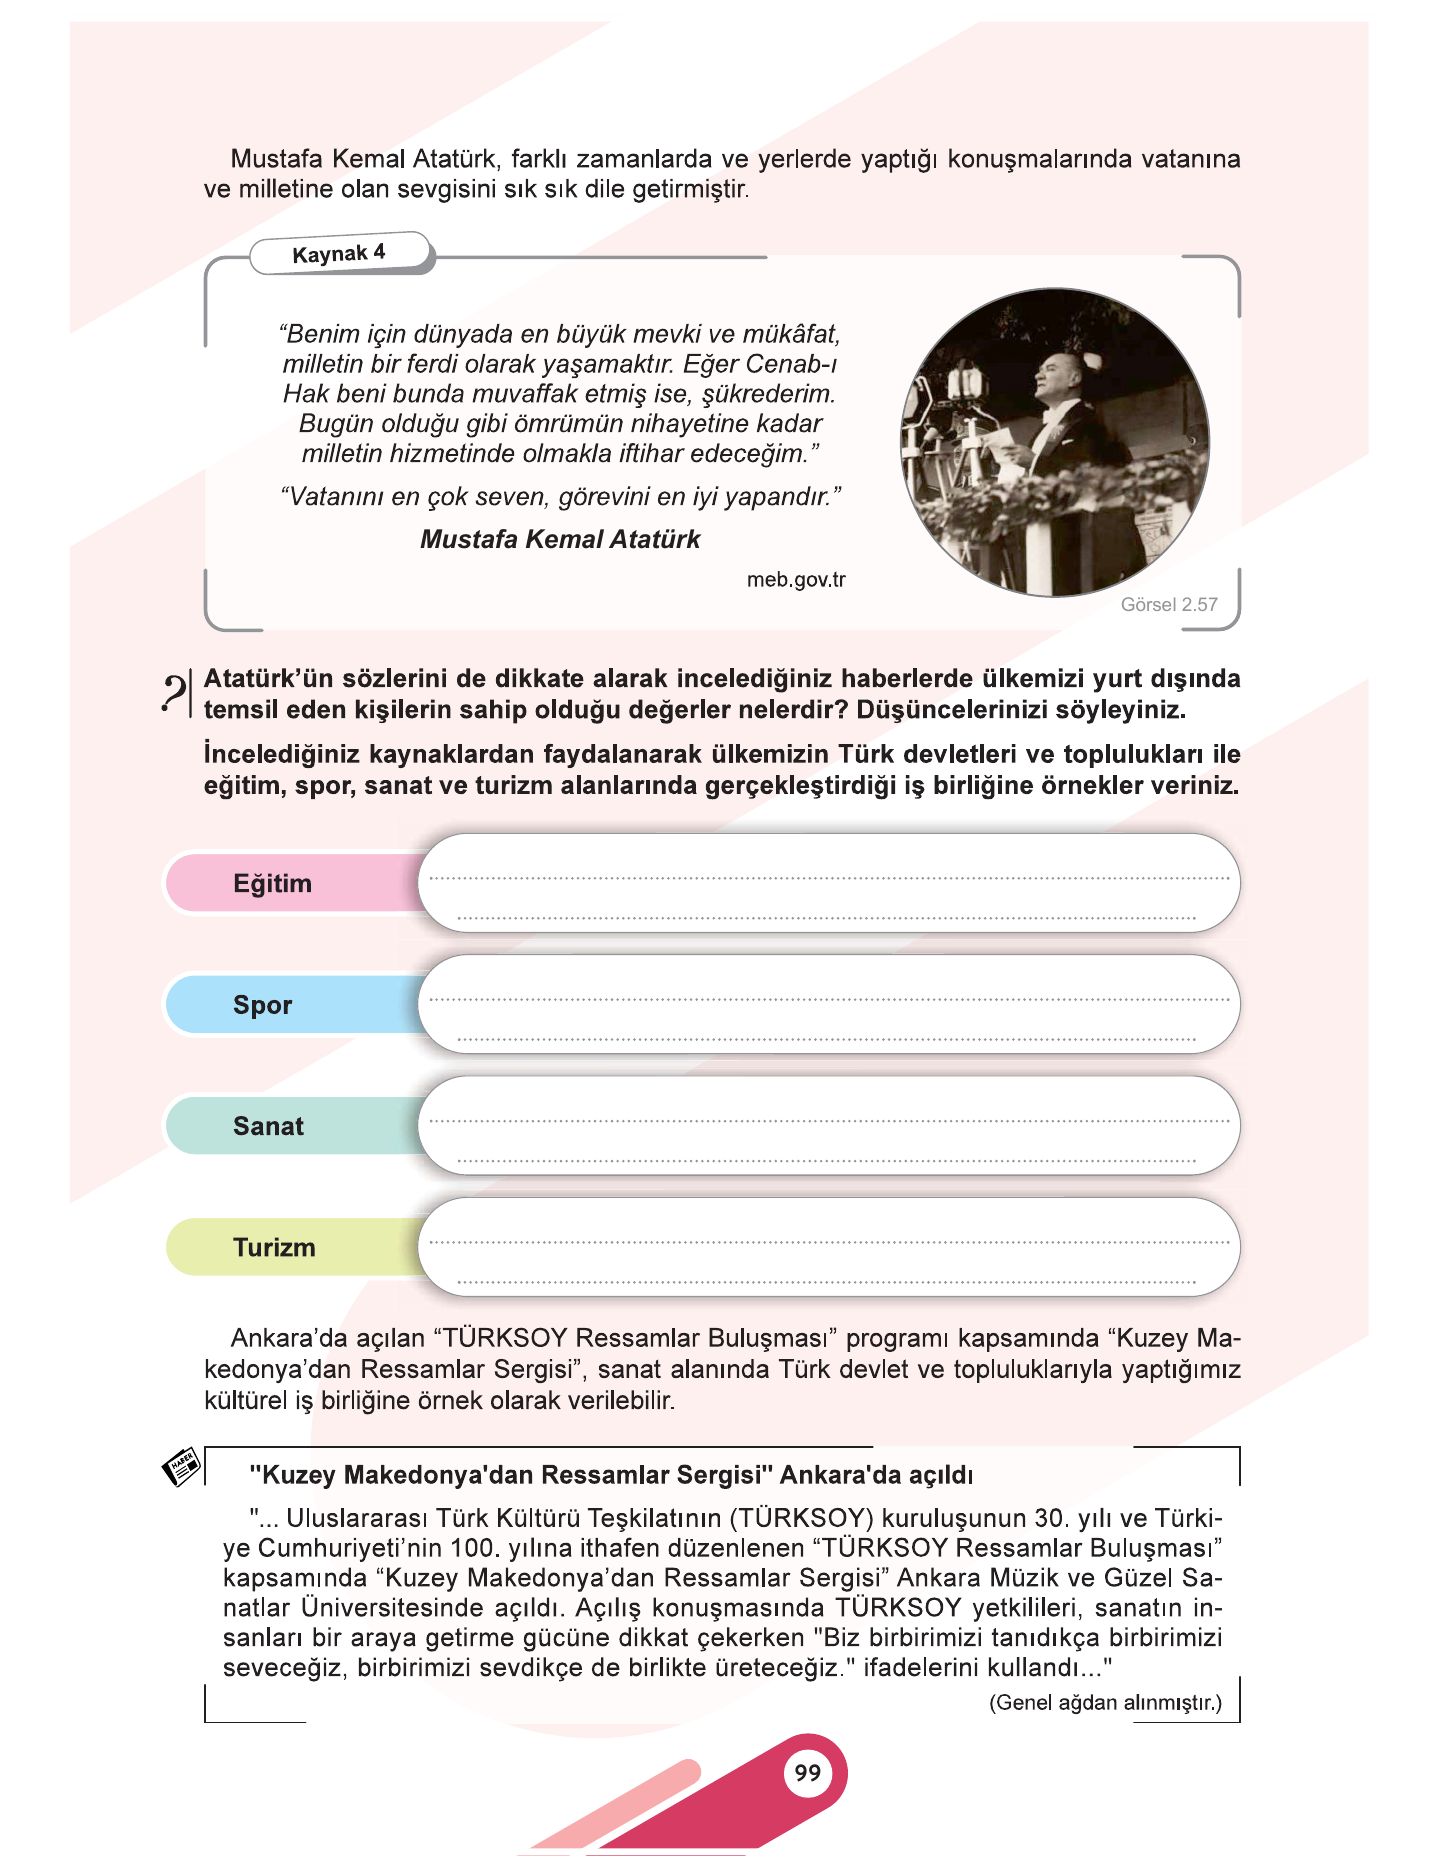 Mustafa Kemal Atatürk, farklı zamanlarda ve yerlerde yaptığı konuşmalarında vatanına
ve milletine olan sevgisini sık sık dile getirmiştir.
Kaynak 4
“Benim için dünyada en büyük mevki ve mükâfat,
milletin bir ferdi olarak yaşamaktır. Eğer Cenab-ı
Hak beni bunda muvaffak etmiş ise, şükrederim.
Bugün olduğu gibi ömrümün nihayetine kadar
milletin hizmetinde olmakla iftihar edeceğim.”
“Vatanını en çok seven, görevini en iyi yapandır.”
Mustafa Kemal Atatürk
meb.gov.tr
Görsel 2.57
Atatürk’ün sözlerini de dikkate alarak incelediğiniz haberlerde ülkemizi yurt dışında
temsil eden kişilerin sahip olduğu değerler nelerdir? Düşüncelerinizi söyleyiniz.
İncelediğiniz kaynaklardan faydalanarak ülkemizin Türk devletleri ve toplulukları ile
eğitim, spor, sanat ve turizm alanlarında gerçekleştirdiği iş birliğine örnekler veriniz.
Eğitim
Spor
Sanat
Turizm
Ankara’da açılan “TÜRKSOY Ressamlar Buluşması” programı kapsamında “Kuzey Ma-
kedonya’dan Ressamlar Sergisi”, sanat alanında Türk devlet ve topluluklarıyla yaptığımız
kültürel iş birliğine örnek olarak verilebilir.
HABER
"Kuzey Makedonya'dan Ressamlar Sergisi" Ankara'da açıldı
"... Uluslararası Türk Kültürü Teşkilatının (TÜRKSOY) kuruluşunun 30. yılı ve Türki-
ye Cumhuriyeti’nin 100. yılına ithafen düzenlenen “TÜRKSOY Ressamlar Buluşması”
kapsamında “Kuzey Makedonya’dan Ressamlar Sergisi” Ankara Müzik ve Güzel Sa-
natlar Üniversitesinde açıldı. Açılış konuşmasında TÜRKSOY yetkilileri, sanatın in-
sanları bir araya getirme gücüne dikkat çekerken "Biz birbirimizi tanıdıkça birbirimizi
seveceğiz, birbirimizi sevdikçe de birlikte üreteceğiz." ifadelerini kullandı..."
(Genel ağdan alınmıştır.)
99